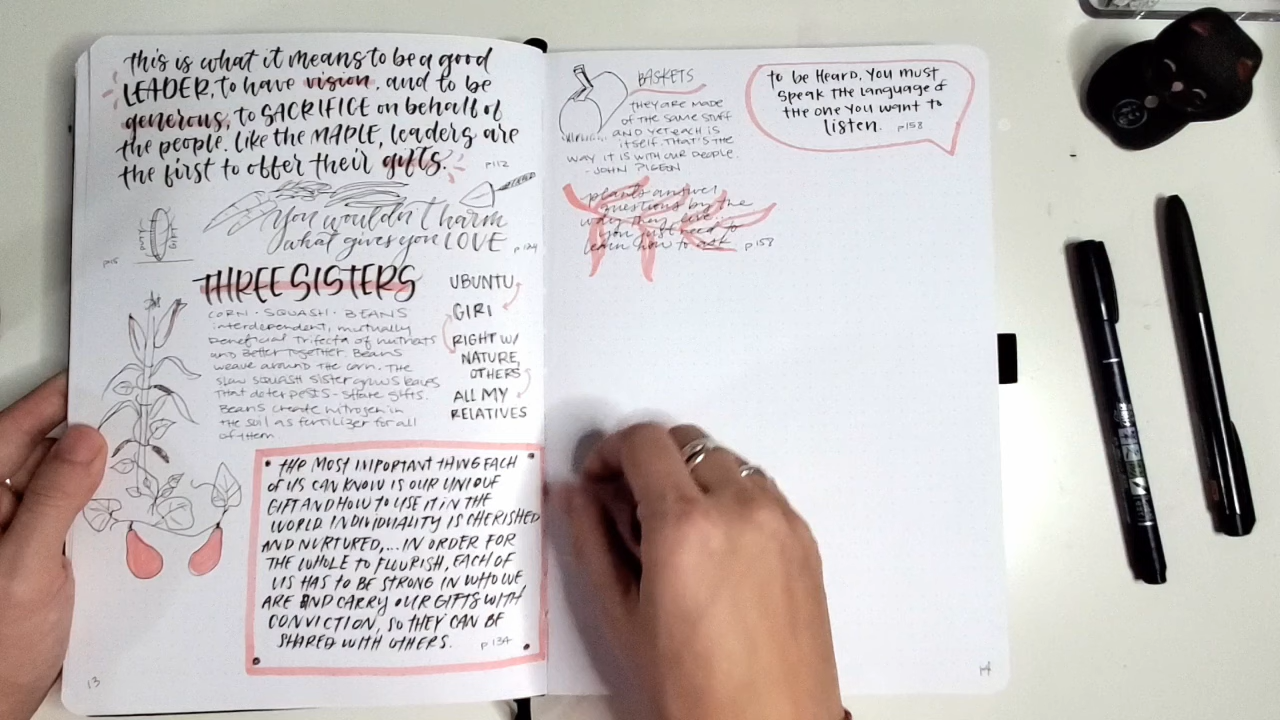 this is what it means to be a good
LEADER, to have vision, and to be
generous, to SACRIFICE on behalf of
the people. Like the MAPLE, leaders are
the first to offer their gifts.
p112
You wouldn't harm
what gives you LOVE
p124
THREE SISTERS
CORN · SQUASH · BEANS
interdependent, mutually
beneficial trifecta of nutrients
and better together. Beans
weave around the corn. The
slow squash sister grows leaves
that deter pests - share gifts.
Beans create nitrogen in
the soil as fertilizer for all
of them.
UBUNTU
GIRI
RIGHT W/
NATURE,
OTHERS
ALL MY
RELATIVES
THE MOST IMPORTANT THING EACH
OF US CAN KNOW IS OUR UNIQUE
GIFT AND HOW TO USE IT IN THE
WORLD. INDIVIDUALITY IS CHERISHED
AND NURTURED,... IN ORDER FOR
THE WHOLE TO FLOURISH, EACH OF
US HAS TO BE STRONG IN WHO WE
ARE AND CARRY OUR GIFTS WITH
CONVICTION, SO THEY CAN BE
SHARED WITH OTHERS.
p134
13
BASKETS
THEY ARE MADE
OF THE SAME STUFF
AND YET EACH IS
ITSELF. THAT'S THE
WAY IT IS WITH OUR PEOPLE.
- JOHN PIGEON
to be Heard, you must
speak the language of
the one you want to
listen.
p158
plants answer
questions by the
way they live...
you just need to
learn how to ask
p158
14